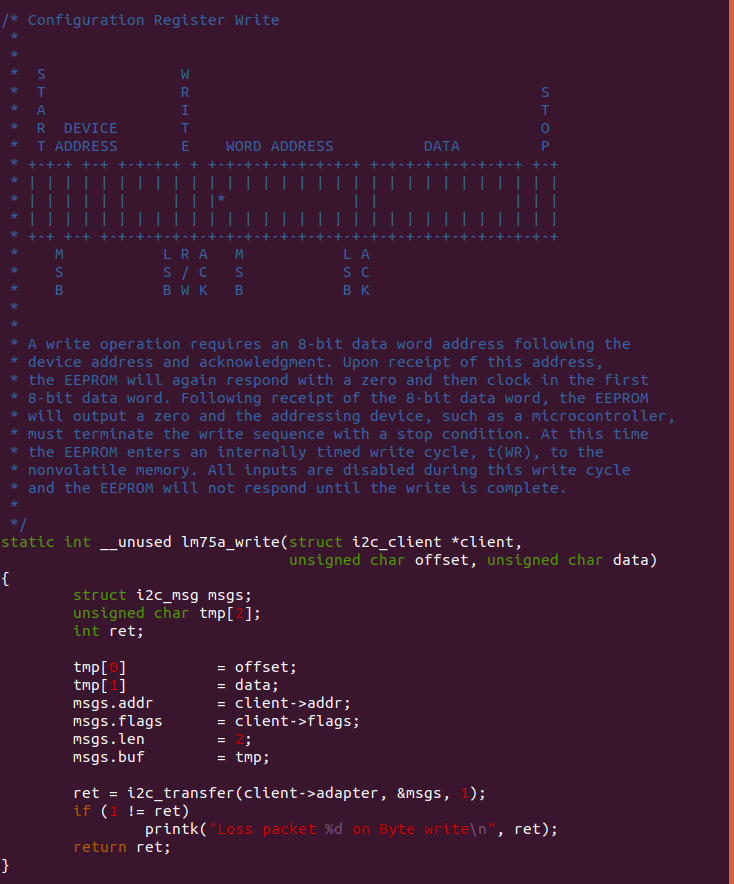 /* Configuration Register Write
 *
 *
 *  S               W
 *  T               R                                       S
 *  A               I                                       T
 *  R  DEVICE       T                                       O
 *  T ADDRESS       E    WORD ADDRESS          DATA         P
 * +-+-+ +-+ +-+-+-+ + +-+-+-+-+-+-+-+-+ +-+-+-+-+-+-+-+-+ +-+
 * | | | | | | | | | | | | | | | | | | | | | | | | | | | | | |
 * | | | | | |     | | |*              | |               | | |
 * | | | | | | | | | | | | | | | | | | | | | | | | | | | | | |
 * +-+ +-+ +-+-+-+-+-+-+-+-+-+-+-+-+-+-+-+-+-+-+-+-+-+-+-+-+-+
 *    M           L R A   M           L A
 *    S           S / C   S           S C
 *    B           B W K   B           B K
 *
 *
 * A write operation requires an 8-bit data word address following the
 * device address and acknowledgment. Upon receipt of this address,
 * the EEPROM will again respond with a zero and then clock in the first
 * 8-bit data word. Following receipt of the 8-bit data word, the EEPROM
 * will output a zero and the addressing device, such as a microcontroller,
 * must terminate the write sequence with a stop condition. At this time
 * the EEPROM enters an internally timed write cycle, t(WR), to the
 * nonvolatile memory. All inputs are disabled during this write cycle
 * and the EEPROM will not respond until the write is complete.
 *
 */
static int __unused lm75a_write(struct i2c_client *client,
                                unsigned char offset, unsigned char data)
{
        struct i2c_msg msgs;
        unsigned char tmp[2];
        int ret;

        tmp[0]          = offset;
        tmp[1]          = data;
        msgs.addr       = client->addr;
        msgs.flags      = client->flags;
        msgs.len        = 2;
        msgs.buf        = tmp;

        ret = i2c_transfer(client->adapter, &msgs, 1);
        if (1 != ret)
                printk("Loss packet %d on Byte write\n", ret);
        return ret;
}